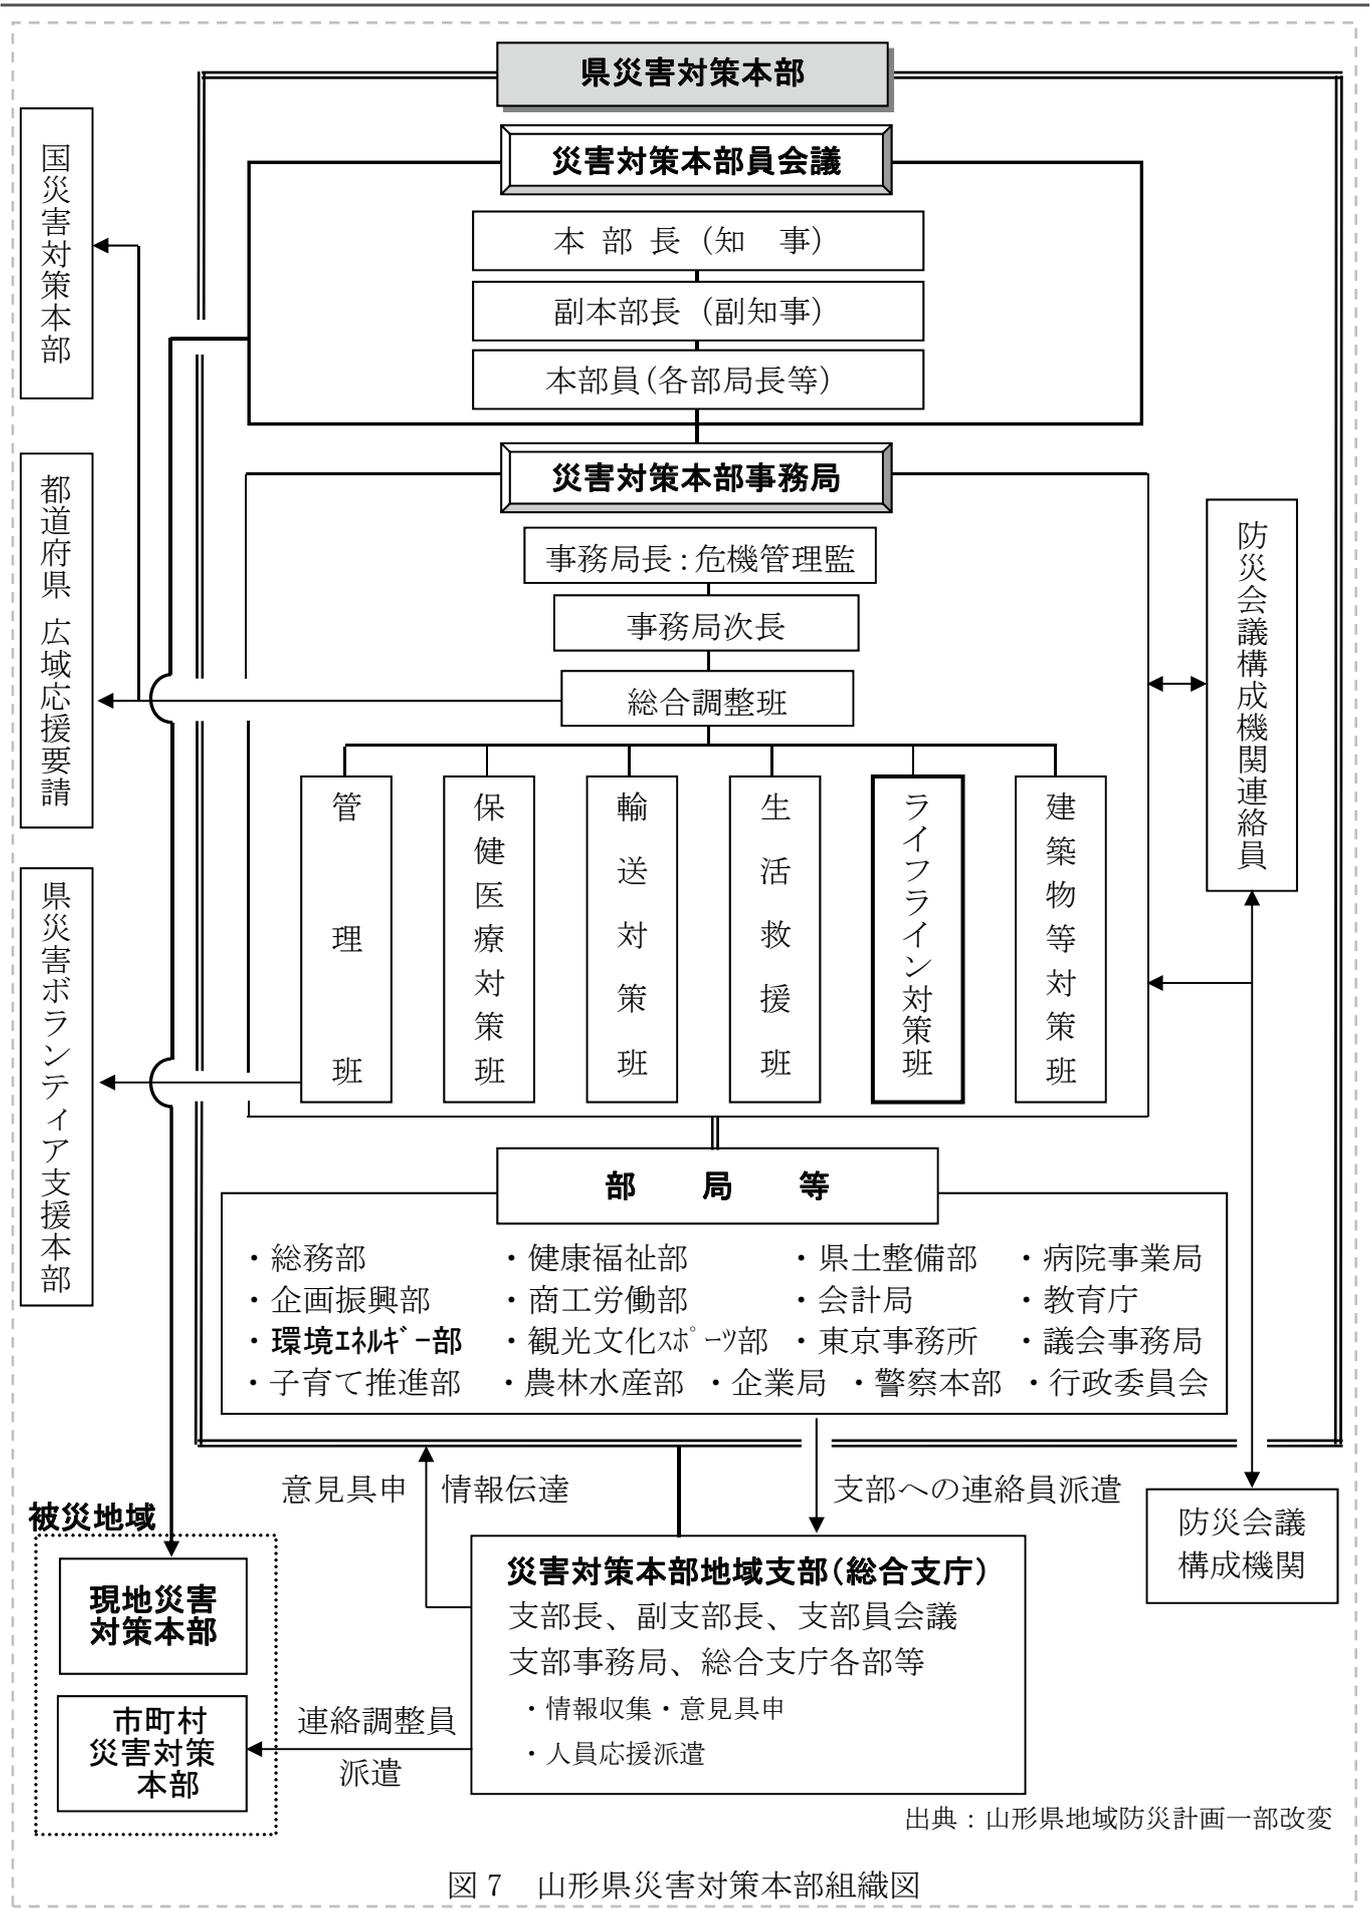 県災害対策本部
災害対策本部員会議
本 部 長（知　事）
副本部長（副知事）
本部員（各部局長等）
国災害対策本部
都道府県 広域応援要請
県災害ボランティア支援本部
災害対策本部事務局
事務局長：危機管理監
事務局次長
総合調整班
管理班
保健医療対策班
輸送対策班
生活救援班
ライフライン対策班
建築物等対策班
防災会議構成機関連絡員
部　局　等
・総務部　・健康福祉部　・県土整備部　・病院事業局
・企画振興部　・商工労働部　・会計局　・教育庁
・環境ｴﾈﾙｷﾞｰ部　・観光文化ｽﾎﾟｰﾂ部　・東京事務所　・議会事務局
・子育て推進部　・農林水産部　・企業局　・警察本部　・行政委員会
意見具申　情報伝達
支部への連絡員派遣
防災会議
構成機関
被災地域
現地災害
対策本部
市町村
災害対策
本部
連絡調整員
派遣
災害対策本部地域支部（総合支庁）
支部長、副支部長、支部員会議
支部事務局、総合支庁各部等
・情報収集・意見具申
・人員応援派遣
出典：山形県地域防災計画一部改変
図７　山形県災害対策本部組織図